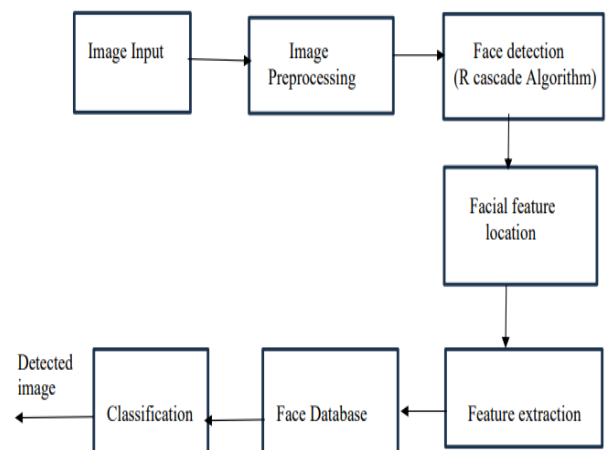 Image Input
Image
Preprocessing
Face detection
(R cascade Algorithm)
Facial feature
location
Feature extraction
Face Database
Classification
Detected
image